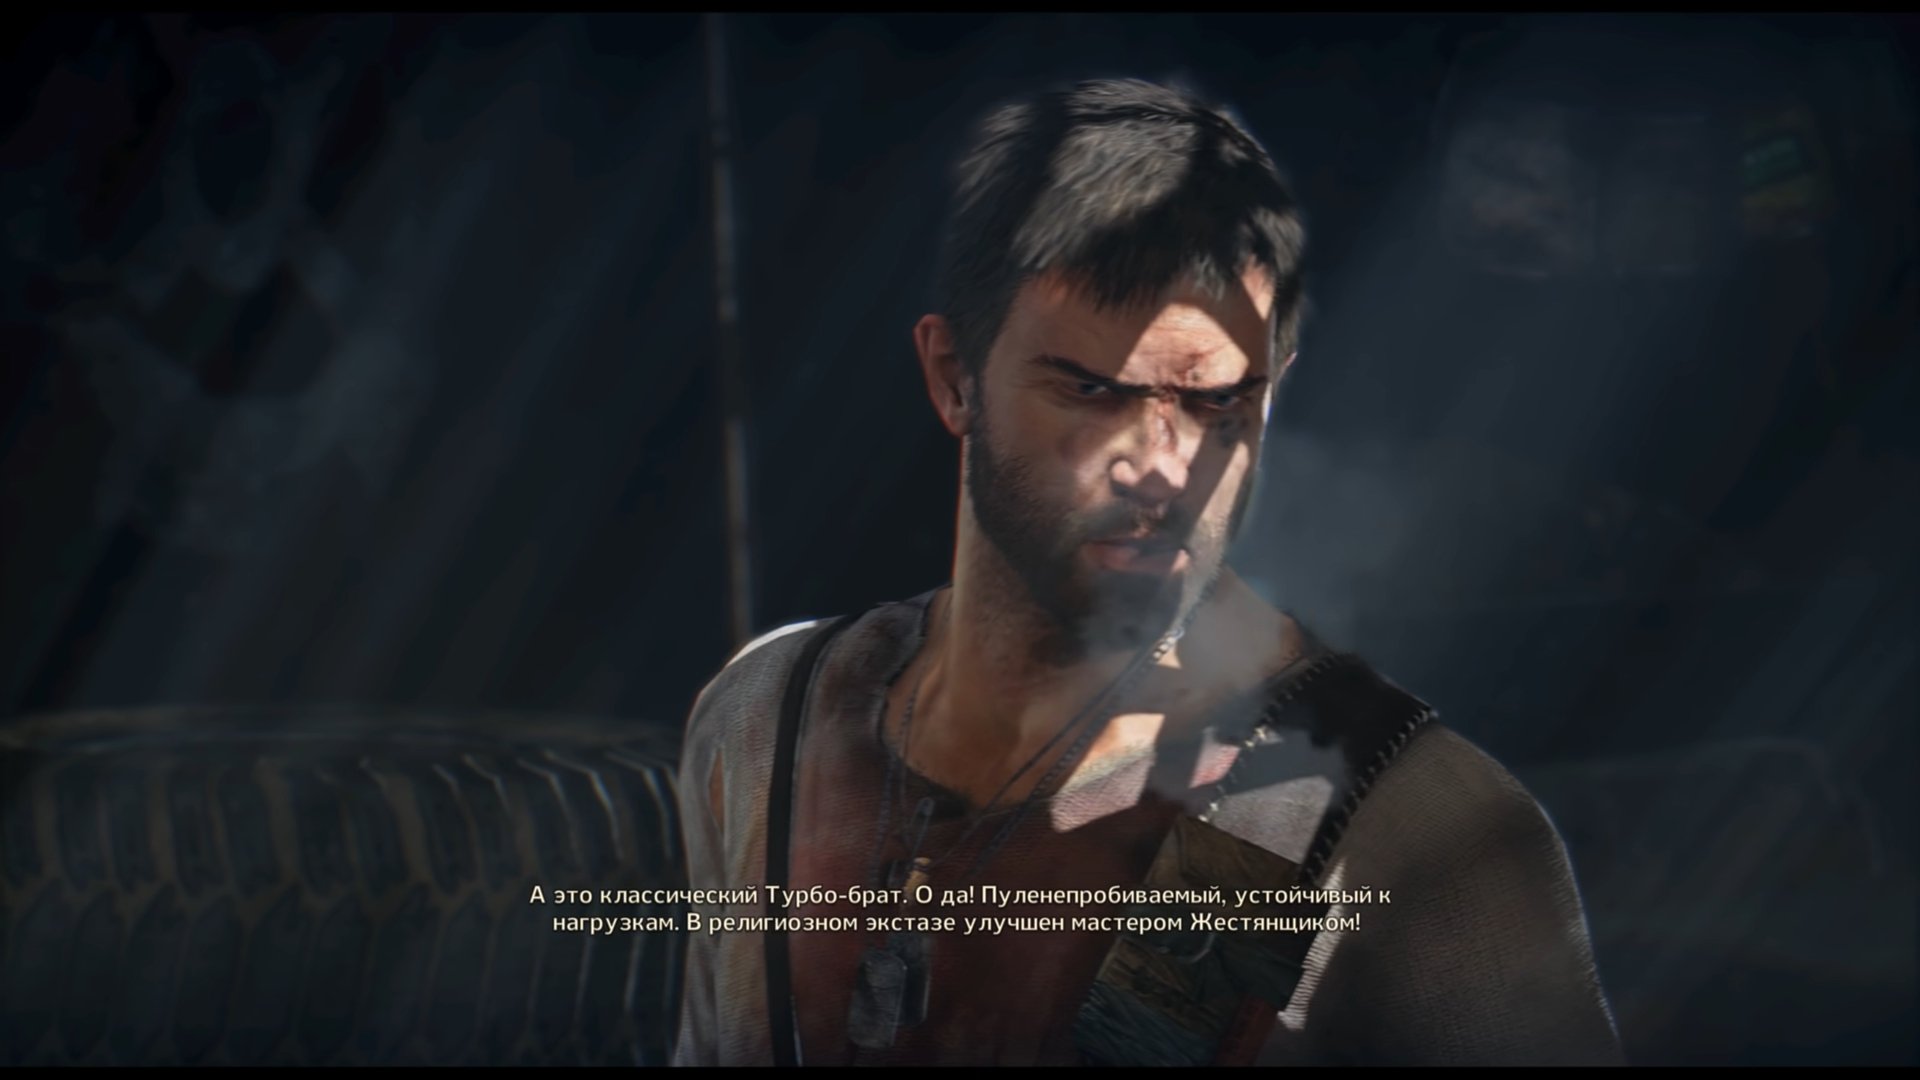 А это классический Турбо-брат. О да! Пуленепробиваемый, устойчивый к
нагрузкам. В религиозном экстазе улучшен мастером Жестянщиком!